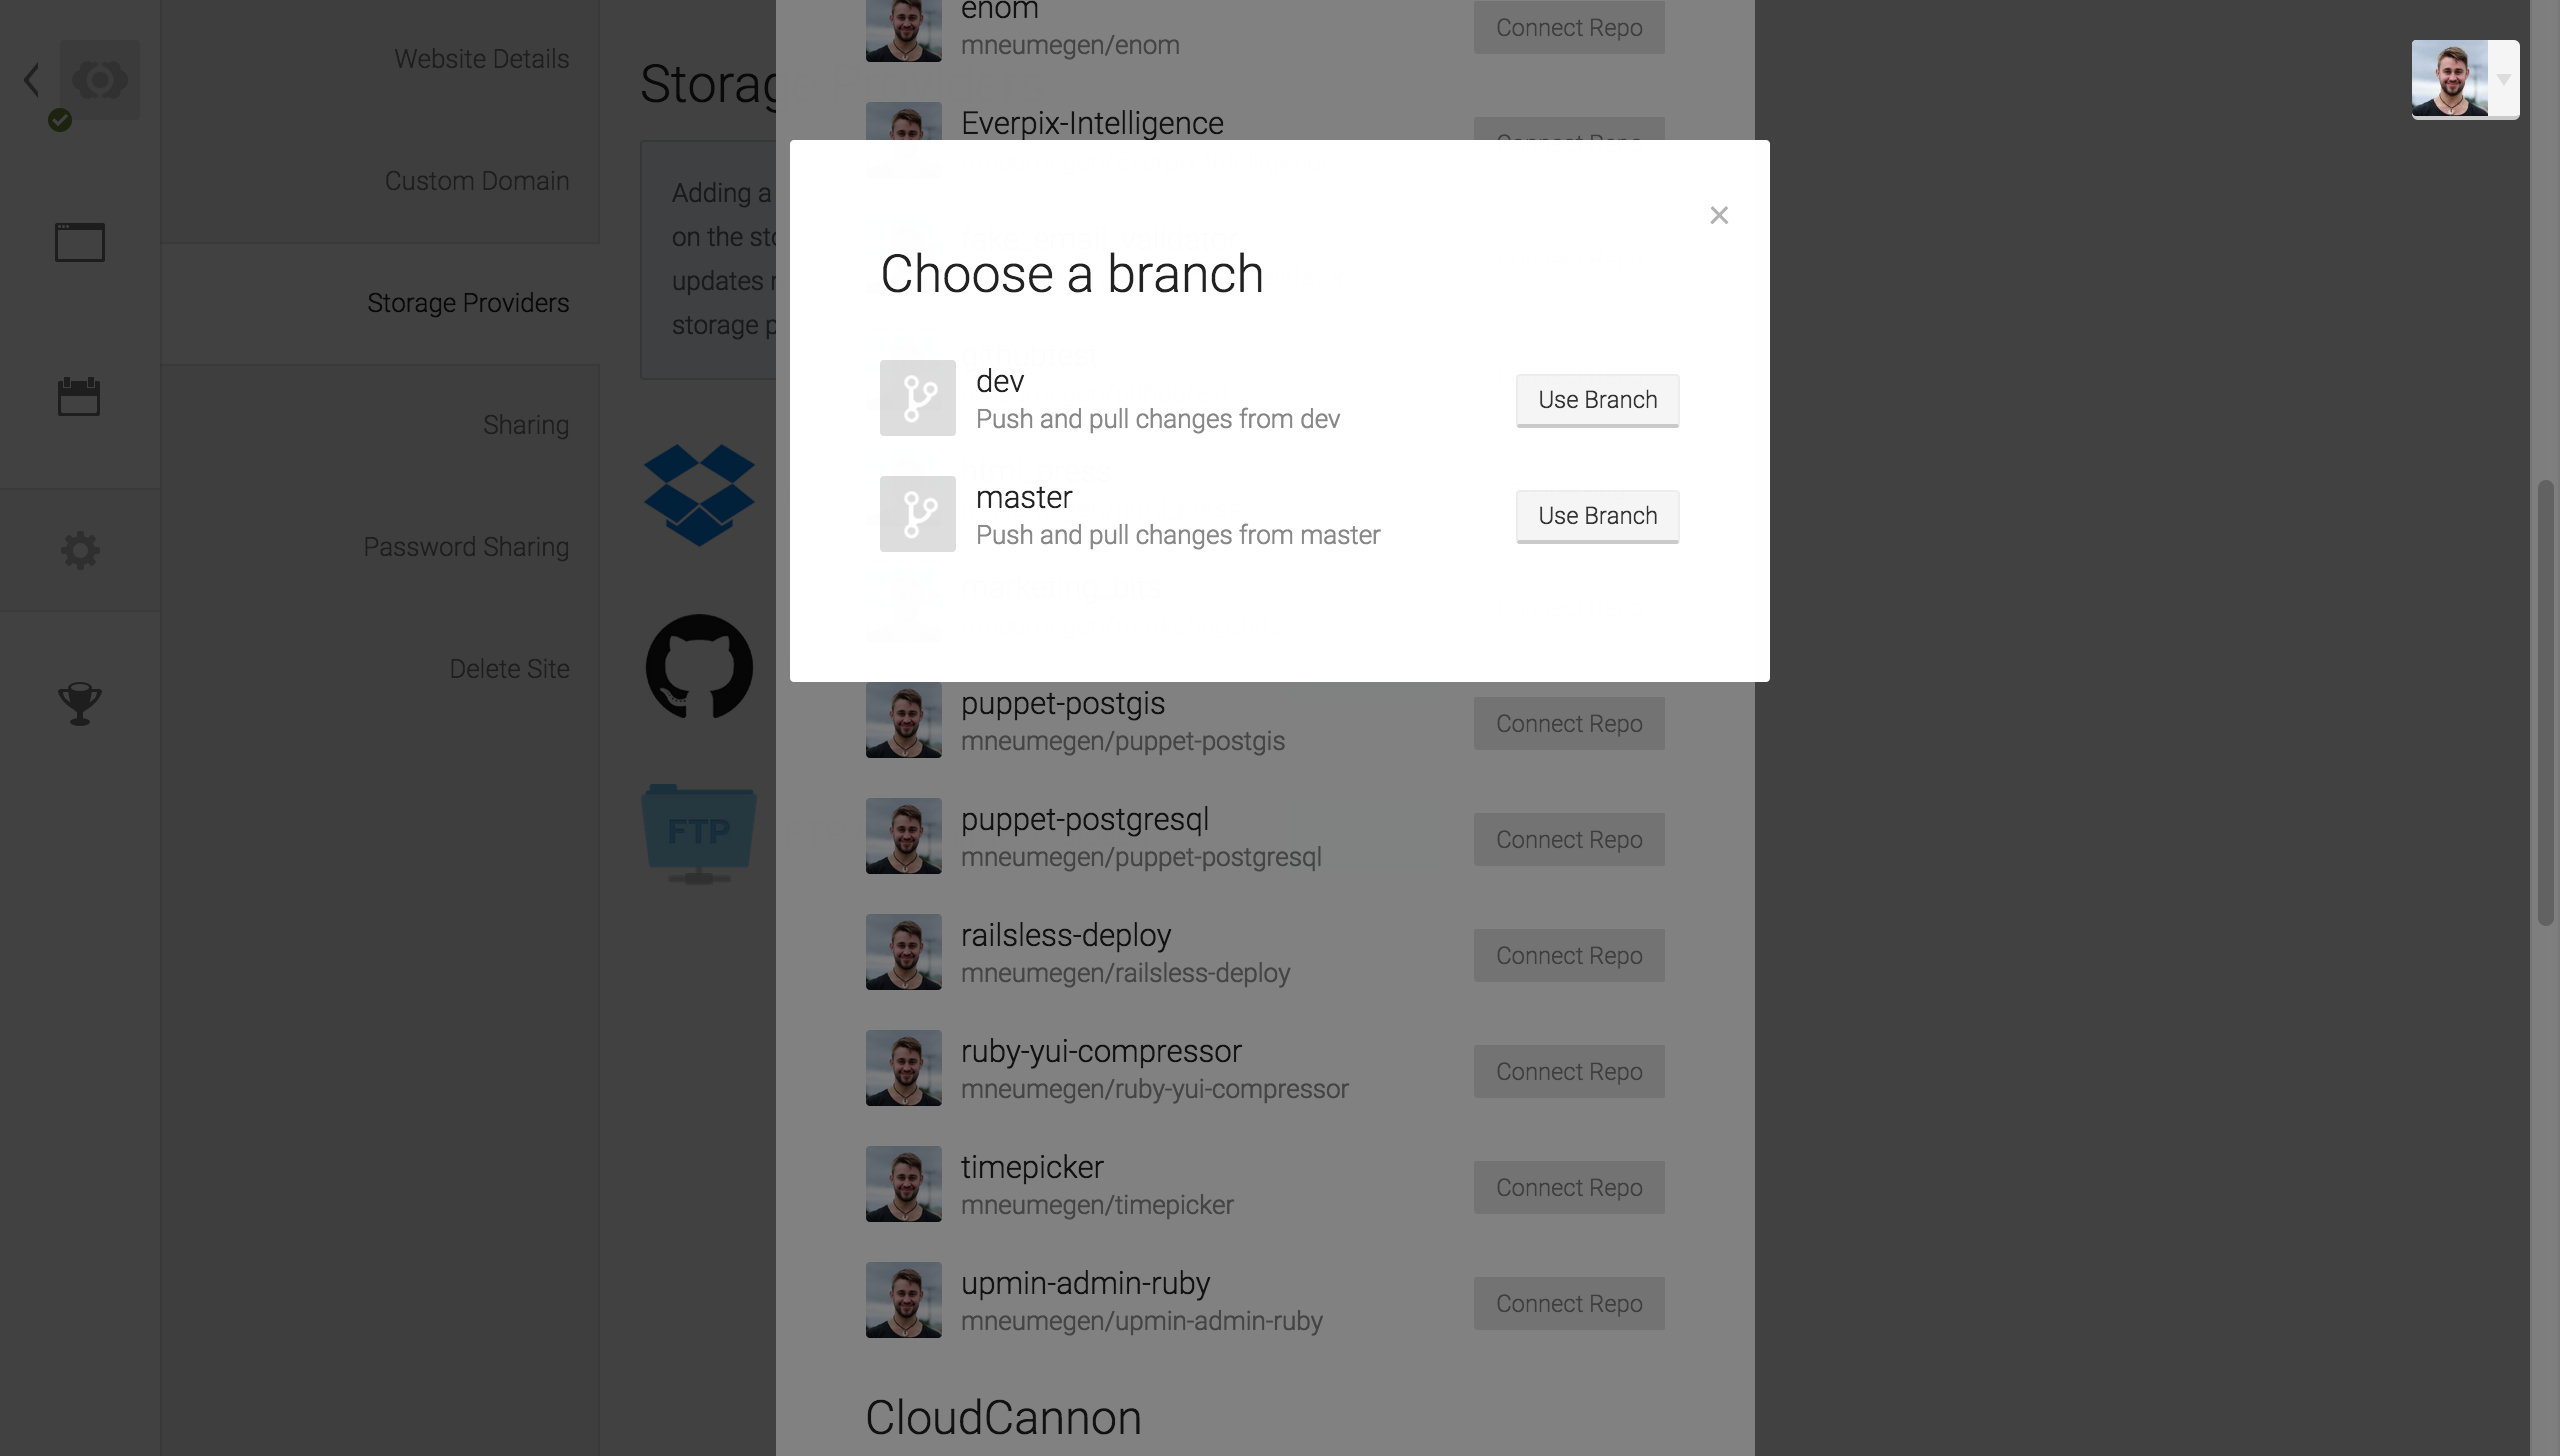 Website Details
Custom Domain
Storage Providers
Sharing
Password Sharing
Delete Site
Storag
Adding a
on the sto
updates
storage p
FTP
enom
mneumegen/enom
Connect Repo
Everpix-Intelligence
Connect Repo
Choose a branch
×
dev
Push and pull changes from dev
Use Branch
master
Push and pull changes from master
Use Branch
marketing_bits
puppet-postgis
mneumegen/puppet-postgis
Connect Repo
puppet-postgresql
mneumegen/puppet-postgresql
Connect Repo
railsless-deploy
mneumegen/railsless-deploy
Connect Repo
ruby-yui-compressor
mneumegen/ruby-yui-compressor
Connect Repo
timepicker
mneumegen/timepicker
Connect Repo
upmin-admin-ruby
mneumegen/upmin-admin-ruby
Connect Repo
CloudCannon